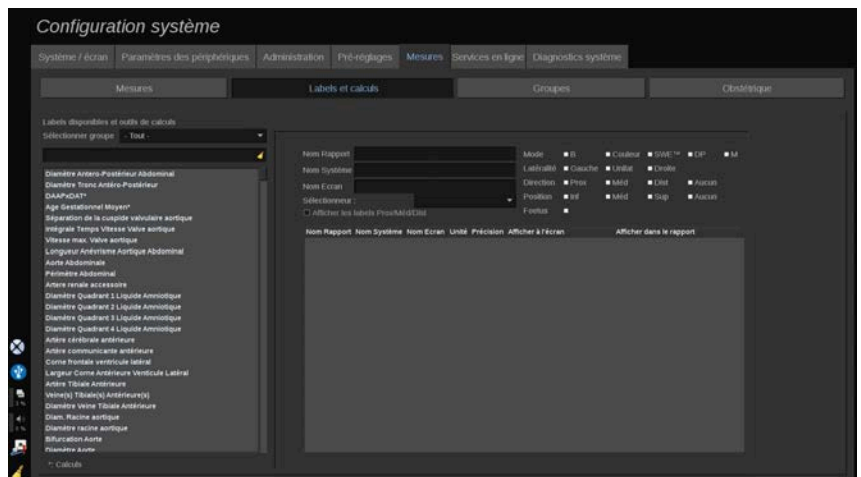 Configuration système
Système / écran Paramètres des périphériques Administration Pré-réglages Mesures Services en ligne Diagnostics système
Mesures Labels et calculs Groupes Obstétrique
Labels disponibles et outils de calculs
Sélectionner groupe - Tout -
Nom Rapport
Nom Système
Nom Ecran
Sélectionneur :
Afficher les labels Prox/Méd/Dist
Mode B Couleur SWE™ DP M
Latéralité Gauche Unilat Droite
Direction Prox Méd Dist Aucun
Position Inf Méd Sup Aucun
Foetus
Nom Rapport Nom Système Nom Ecran Unité Précision Afficher à l'écran Afficher dans le rapport
Diamètre Antero-Postérieur Abdominal
Diamètre Tronc Antéro-Postérieur
DAAPxDAT*
Age Gestationnel Moyen*
Séparation de la cuspide valvulaire aortique
Intégrale Temps Vitesse Valve aortique
Vitesse max. Valve aortique
Longueur Anévrisme Aortique Abdominal
Aorte Abdominale
Périmètre Abdominal
Artere renale accessoire
Diamètre Quadrant 1 Liquide Amniotique
Diamètre Quadrant 2 Liquide Amniotique
Diamètre Quadrant 3 Liquide Amniotique
Diamètre Quadrant 4 Liquide Amniotique
Artère cérébrale antérieure
Artère communicante antérieure
Corne frontale ventricule latéral
Largeur Corne Antérieure Venticule Latéral
Artère Tibiale Antérieure
Veine(s) Tibiale(s) Antérieure(s)
Diamètre Veine Tibiale Antérieure
Diam. Racine aortique
Diamètre racine aortique
Bifurcation Aorte
Diamètre Aorte
*: Calculs